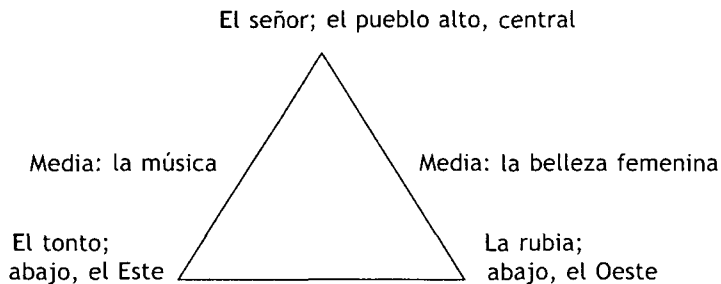 El señor; el pueblo alto, central
Media: la música
Media: la belleza femenina
El tonto;
abajo, el Este
La rubia;
abajo, el Oeste